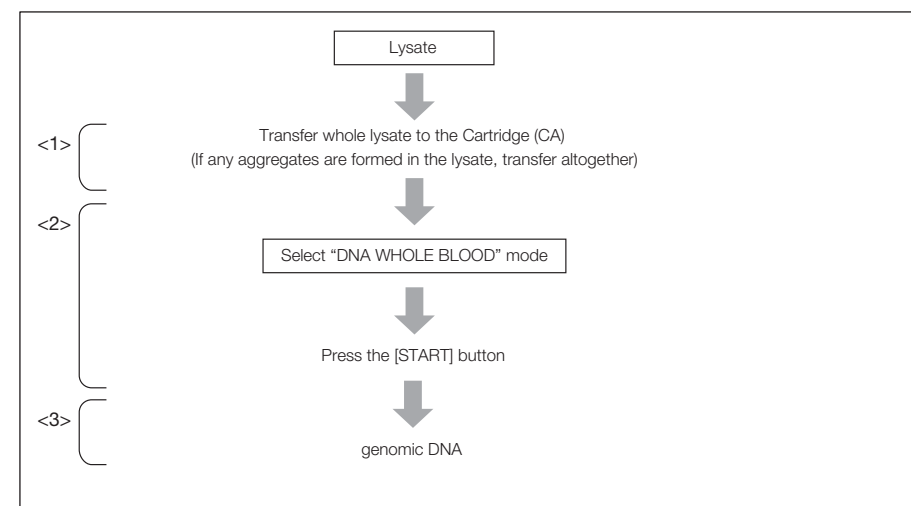 Lysate
<1>
Transfer whole lysate to the Cartridge (CA)
(If any aggregates are formed in the lysate, transfer altogether)
<2>
Select “DNA WHOLE BLOOD” mode
Press the [START] button
<3>
genomic DNA